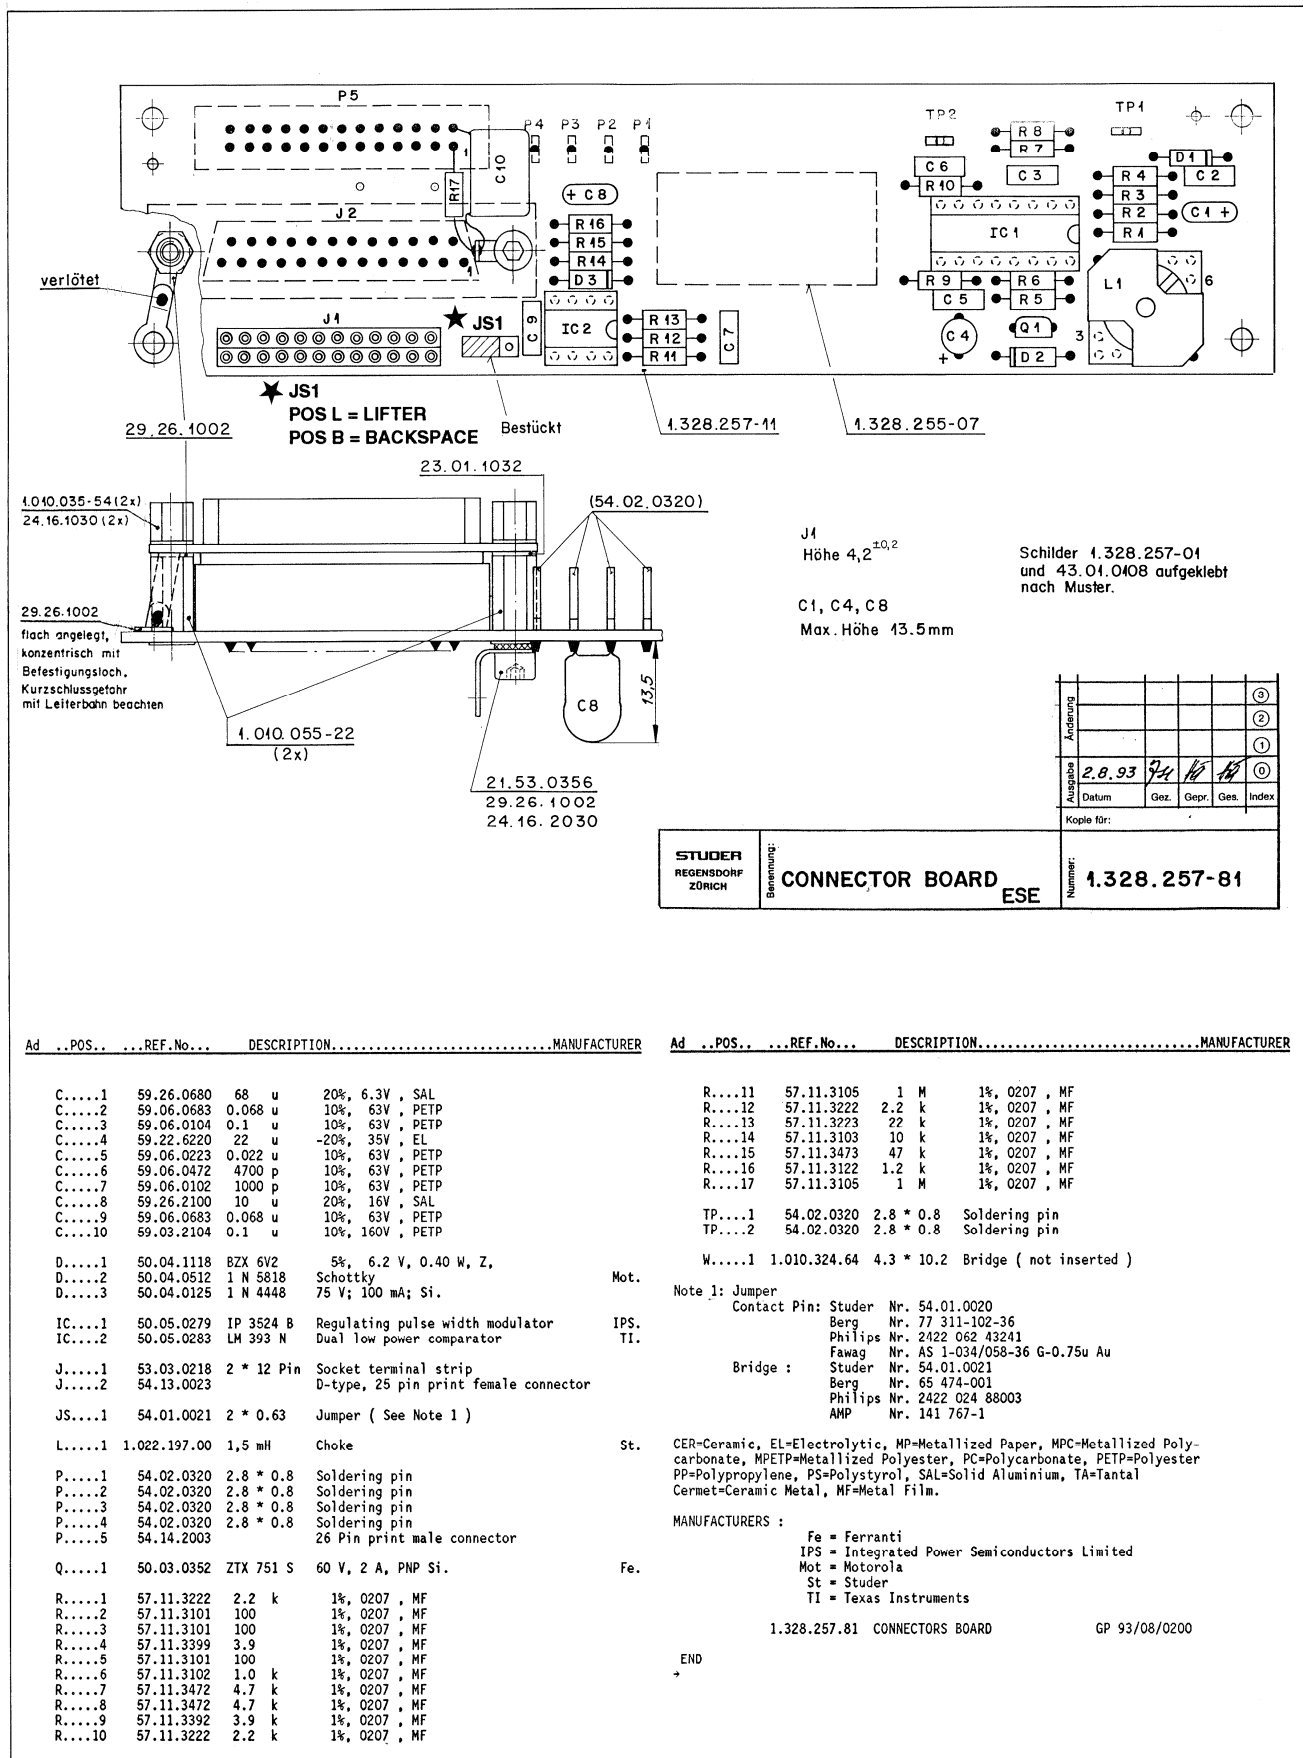 P5
P4 P3 P2 P1
TP2
TP1
R 8
R 7
D1
C 6
R 10
C 3
R 4
C 2
R 3
R 2
C1 +
R 1
C10
R17
1
+ C 8
J 2
R 16
R 15
R 14
D 3
IC 1
R 9
R 6
C 5
R 5
L1
6
verlötet
1
J1
★ JS1
C 9
IC 2
R 13
R 12
R 11
C 7
C 4
+
Q1
D 2
3
★ JS1
POS L = LIFTER
POS B = BACKSPACE
Bestückt
29.26.1002
1.328.257-11
1.328.255-07
23.01.1032
1.010.035-54 (2x)
24.16.1030 (2x)
(54.02.0320)
J1
Höhe 4,2 ±0,2
Schilder 1.328.257-01
und 43.01.0108 aufgeklebt
nach Muster.
C1, C4, C8
Max. Höhe 13.5mm
29.26.1002
flach angelegt,
konzentrisch mit
Befestigungsloch.
Kurzschlussgefahr
mit Leiterbahn beachten
C8
13,5
1.010.055-22
(2x)
21.53.0356
29.26.1002
24.16.2030
Änderung
3
2
1
Ausgabe
2.8.93
0
Datum Gez. Gepr. Ges. Index
Kopie für:
STUDER
REGENSDORF
ZÜRICH
Benennung:
CONNECTOR BOARD ESE
Nummer:
1.328.257-81
Ad ..POS.. ...REF.No... DESCRIPTION............................MANUFACTURER
C.....1 59.26.0680 68 u 20%, 6.3V , SAL
C.....2 59.06.0683 0.068 u 10%, 63V , PETP
C.....3 59.06.0104 0.1 u 10%, 63V , PETP
C.....4 59.22.6220 22 u -20%, 35V , EL
C.....5 59.06.0223 0.022 u 10%, 63V , PETP
C.....6 59.06.0472 4700 p 10%, 63V , PETP
C.....7 59.06.0102 1000 p 10%, 63V , PETP
C.....8 59.26.2100 10 u 20%, 16V , SAL
C.....9 59.06.0683 0.068 u 10%, 63V , PETP
C....10 59.03.2104 0.1 u 10%, 160V , PETP
D.....1 50.04.1118 BZX 6V2 5%, 6.2 V, 0.40 W, Z,
D.....2 50.04.0512 1 N 5818 Schottky Mot.
D.....3 50.04.0125 1 N 4448 75 V; 100 mA; Si.
IC....1 50.05.0279 IP 3524 B Regulating pulse width modulator IPS.
IC....2 50.05.0283 LM 393 N Dual low power comparator TI.
J.....1 53.03.0218 2 * 12 Pin Socket terminal strip
J.....2 54.13.0023 D-type, 25 pin print female connector
JS....1 54.01.0021 2 * 0.63 Jumper ( See Note 1 )
L.....1 1.022.197.00 1,5 mH Choke St.
P.....1 54.02.0320 2.8 * 0.8 Soldering pin
P.....2 54.02.0320 2.8 * 0.8 Soldering pin
P.....3 54.02.0320 2.8 * 0.8 Soldering pin
P.....4 54.02.0320 2.8 * 0.8 Soldering pin
P.....5 54.14.2003 26 Pin print male connector
Q.....1 50.03.0352 ZTX 751 S 60 V, 2 A, PNP Si. Fe.
R.....1 57.11.3222 2.2 k 1%, 0207 , MF
R.....2 57.11.3101 100 1%, 0207 , MF
R.....3 57.11.3101 100 1%, 0207 , MF
R.....4 57.11.3399 3.9 1%, 0207 , MF
R.....5 57.11.3101 100 1%, 0207 , MF
R.....6 57.11.3102 1.0 k 1%, 0207 , MF
R.....7 57.11.3472 4.7 k 1%, 0207 , MF
R.....8 57.11.3472 4.7 k 1%, 0207 , MF
R.....9 57.11.3392 3.9 k 1%, 0207 , MF
R....10 57.11.3222 2.2 k 1%, 0207 , MF
Ad ..POS.. ...REF.No... DESCRIPTION............................MANUFACTURER
R....11 57.11.3105 1 M 1%, 0207 , MF
R....12 57.11.3222 2.2 k 1%, 0207 , MF
R....13 57.11.3223 22 k 1%, 0207 , MF
R....14 57.11.3103 10 k 1%, 0207 , MF
R....15 57.11.3473 47 k 1%, 0207 , MF
R....16 57.11.3122 1.2 k 1%, 0207 , MF
R....17 57.11.3105 1 M 1%, 0207 , MF
TP....1 54.02.0320 2.8 * 0.8 Soldering pin
TP....2 54.02.0320 2.8 * 0.8 Soldering pin
W.....1 1.010.324.64 4.3 * 10.2 Bridge ( not inserted )
Note 1: Jumper
Contact Pin: Studer Nr. 54.01.0020
Berg Nr. 77 311-102-36
Philips Nr. 2422 062 43241
Fawag Nr. AS 1-034/058-36 G-0.75u Au
Bridge : Studer Nr. 54.01.0021
Berg Nr. 65 474-001
Philips Nr. 2422 024 88003
AMP Nr. 141 767-1
CER=Ceramic, EL=Electrolytic, MP=Metallized Paper, MPC=Metallized Poly-
carbonate, MPETP=Metallized Polyester, PC=Polycarbonate, PETP=Polyester
PP=Polypropylene, PS=Polystyrol, SAL=Solid Aluminium, TA=Tantal
Cermet=Ceramic Metal, MF=Metal Film.
MANUFACTURERS :
Fe = Ferranti
IPS = Integrated Power Semiconductors Limited
Mot = Motorola
St = Studer
TI = Texas Instruments
1.328.257.81 CONNECTORS BOARD GP 93/08/0200
END